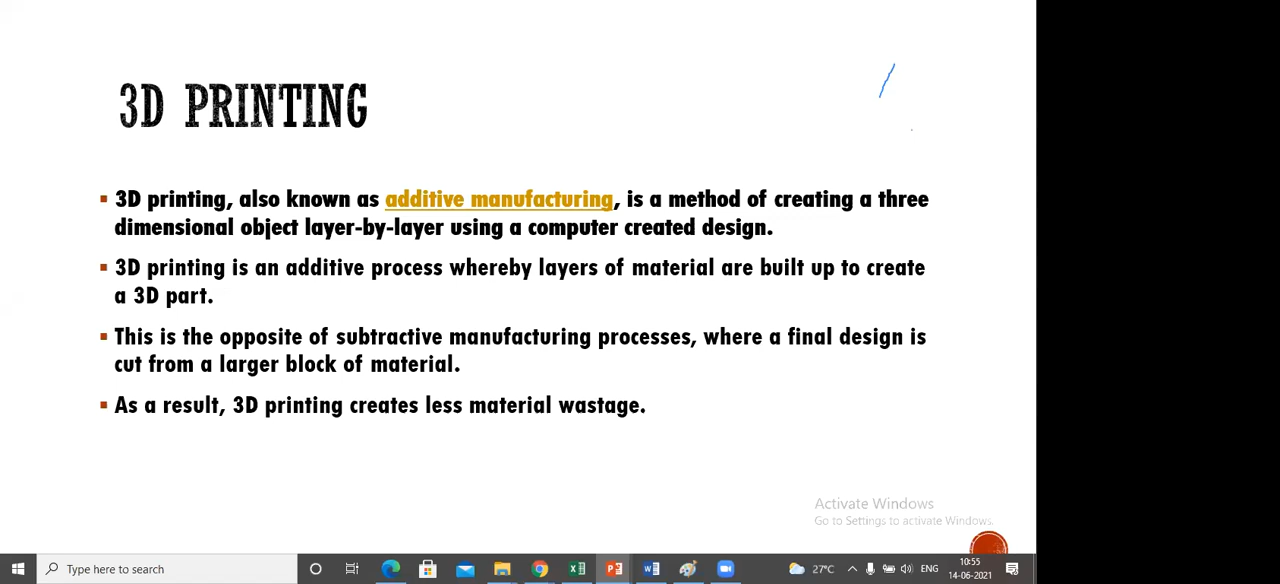 3D PRINTING
3D printing, also known as additive manufacturing, is a method of creating a three
dimensional object layer-by-layer using a computer created design.
3D printing is an additive process whereby layers of material are built up to create
a 3D part.
This is the opposite of subtractive manufacturing processes, where a final design is
cut from a larger block of material.
As a result, 3D printing creates less material wastage.
Activate Windows
Go to Settings to activate Windows.
Type here to search
27°C
ENG
10:55
14-06-2021